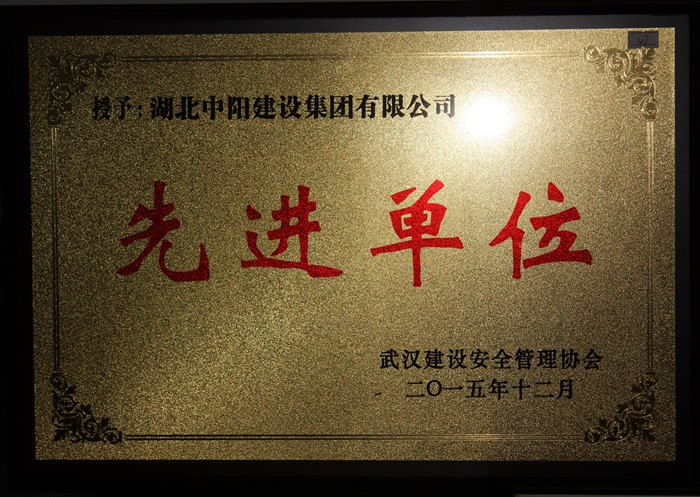 授予：湖北中阳建设集团有限公司
先进单位
武汉建设安全管理协会
二〇一五年十二月